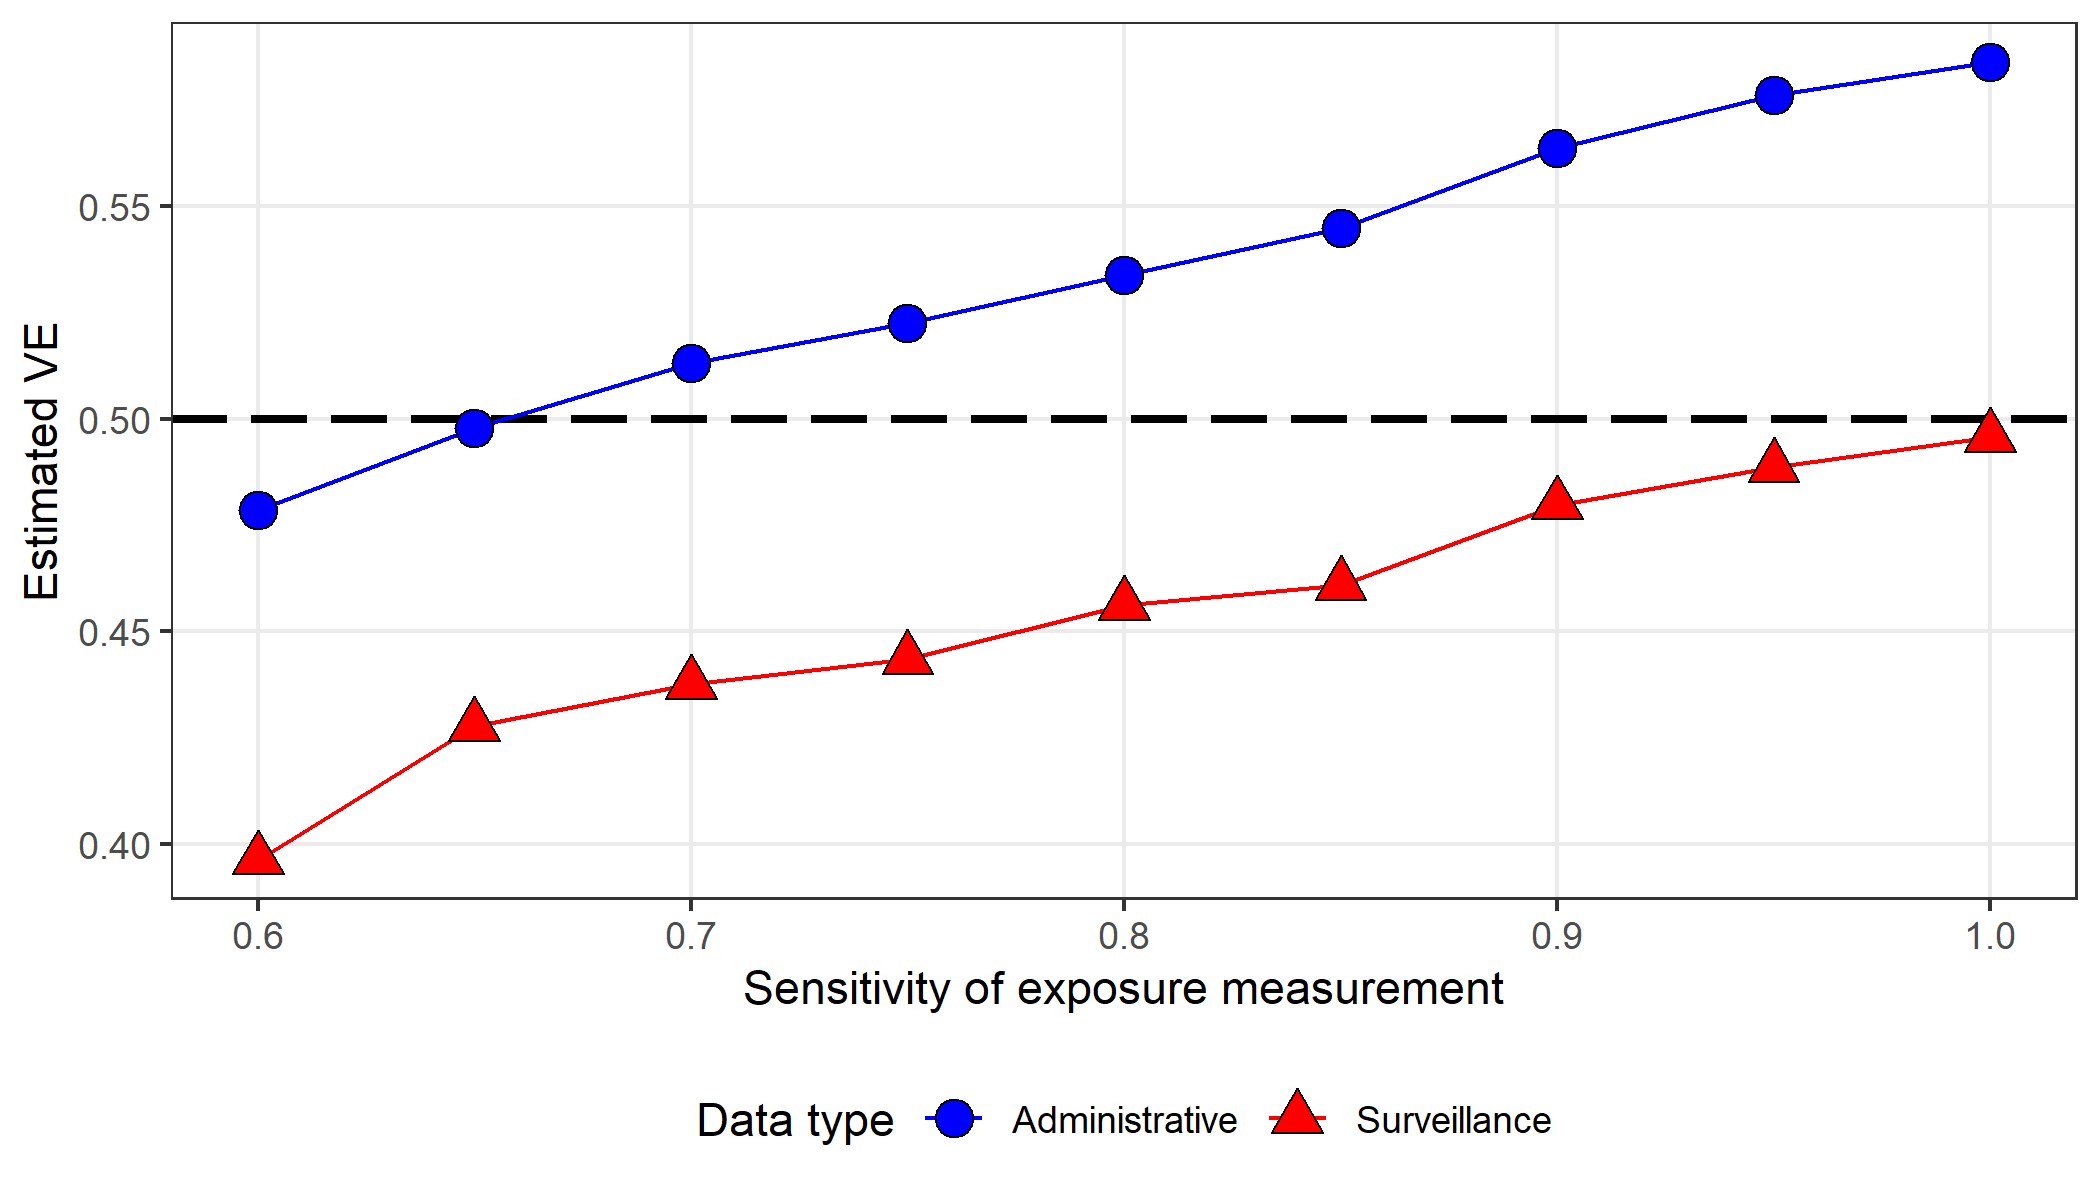 Estimated VE
0.55
0.50
0.45
0.40
0.6 0.7 0.8 0.9 1.0
Sensitivity of exposure measurement
Data type Administrative Surveillance